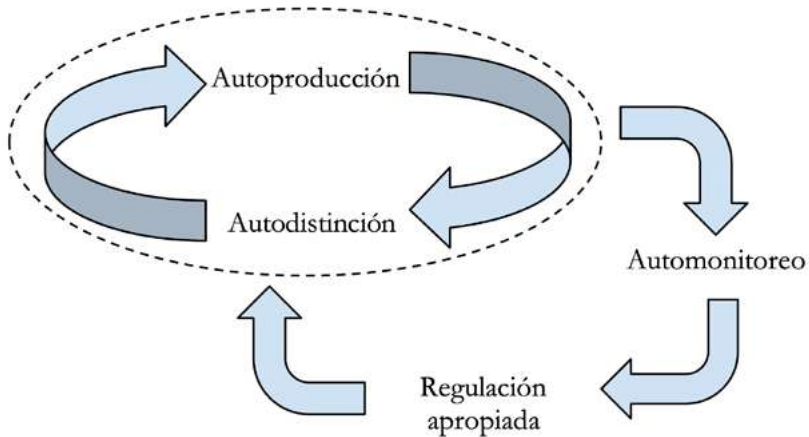 Autoproducción
Autodistinción
Automonitoreo
Regulación
apropiada